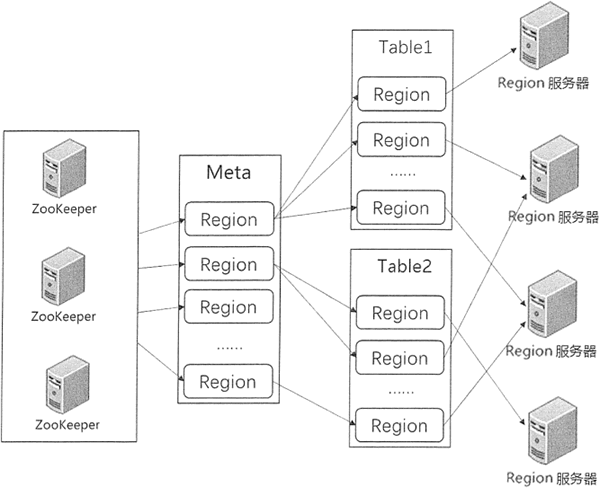 ZooKeeper
ZooKeeper
ZooKeeper
Meta
Region
Region
Region
......
Region
Table1
Region
Region
......
Region
Table2
Region
Region
......
Region
Region 服务器
Region 服务器
Region 服务器
Region 服务器